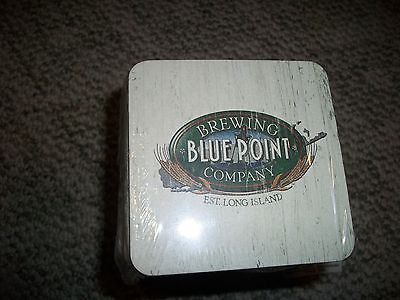 BREWING
BLUE POINT
COMPANY
EST. LONG ISLAND